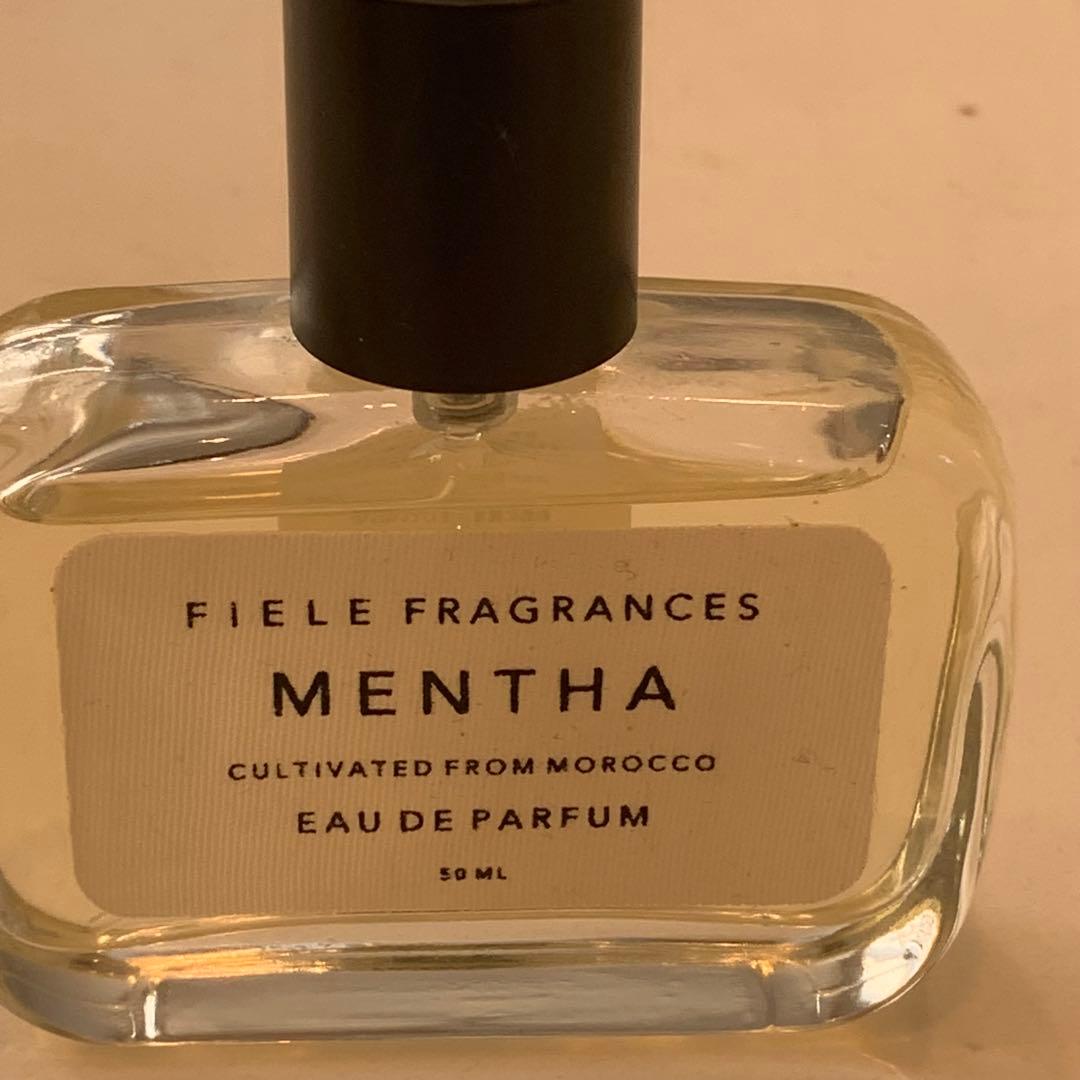 FIELE FRAGRANCES
MENTHA
CULTIVATED FROM MOROCCO
EAU DE PARFUM
50 ML